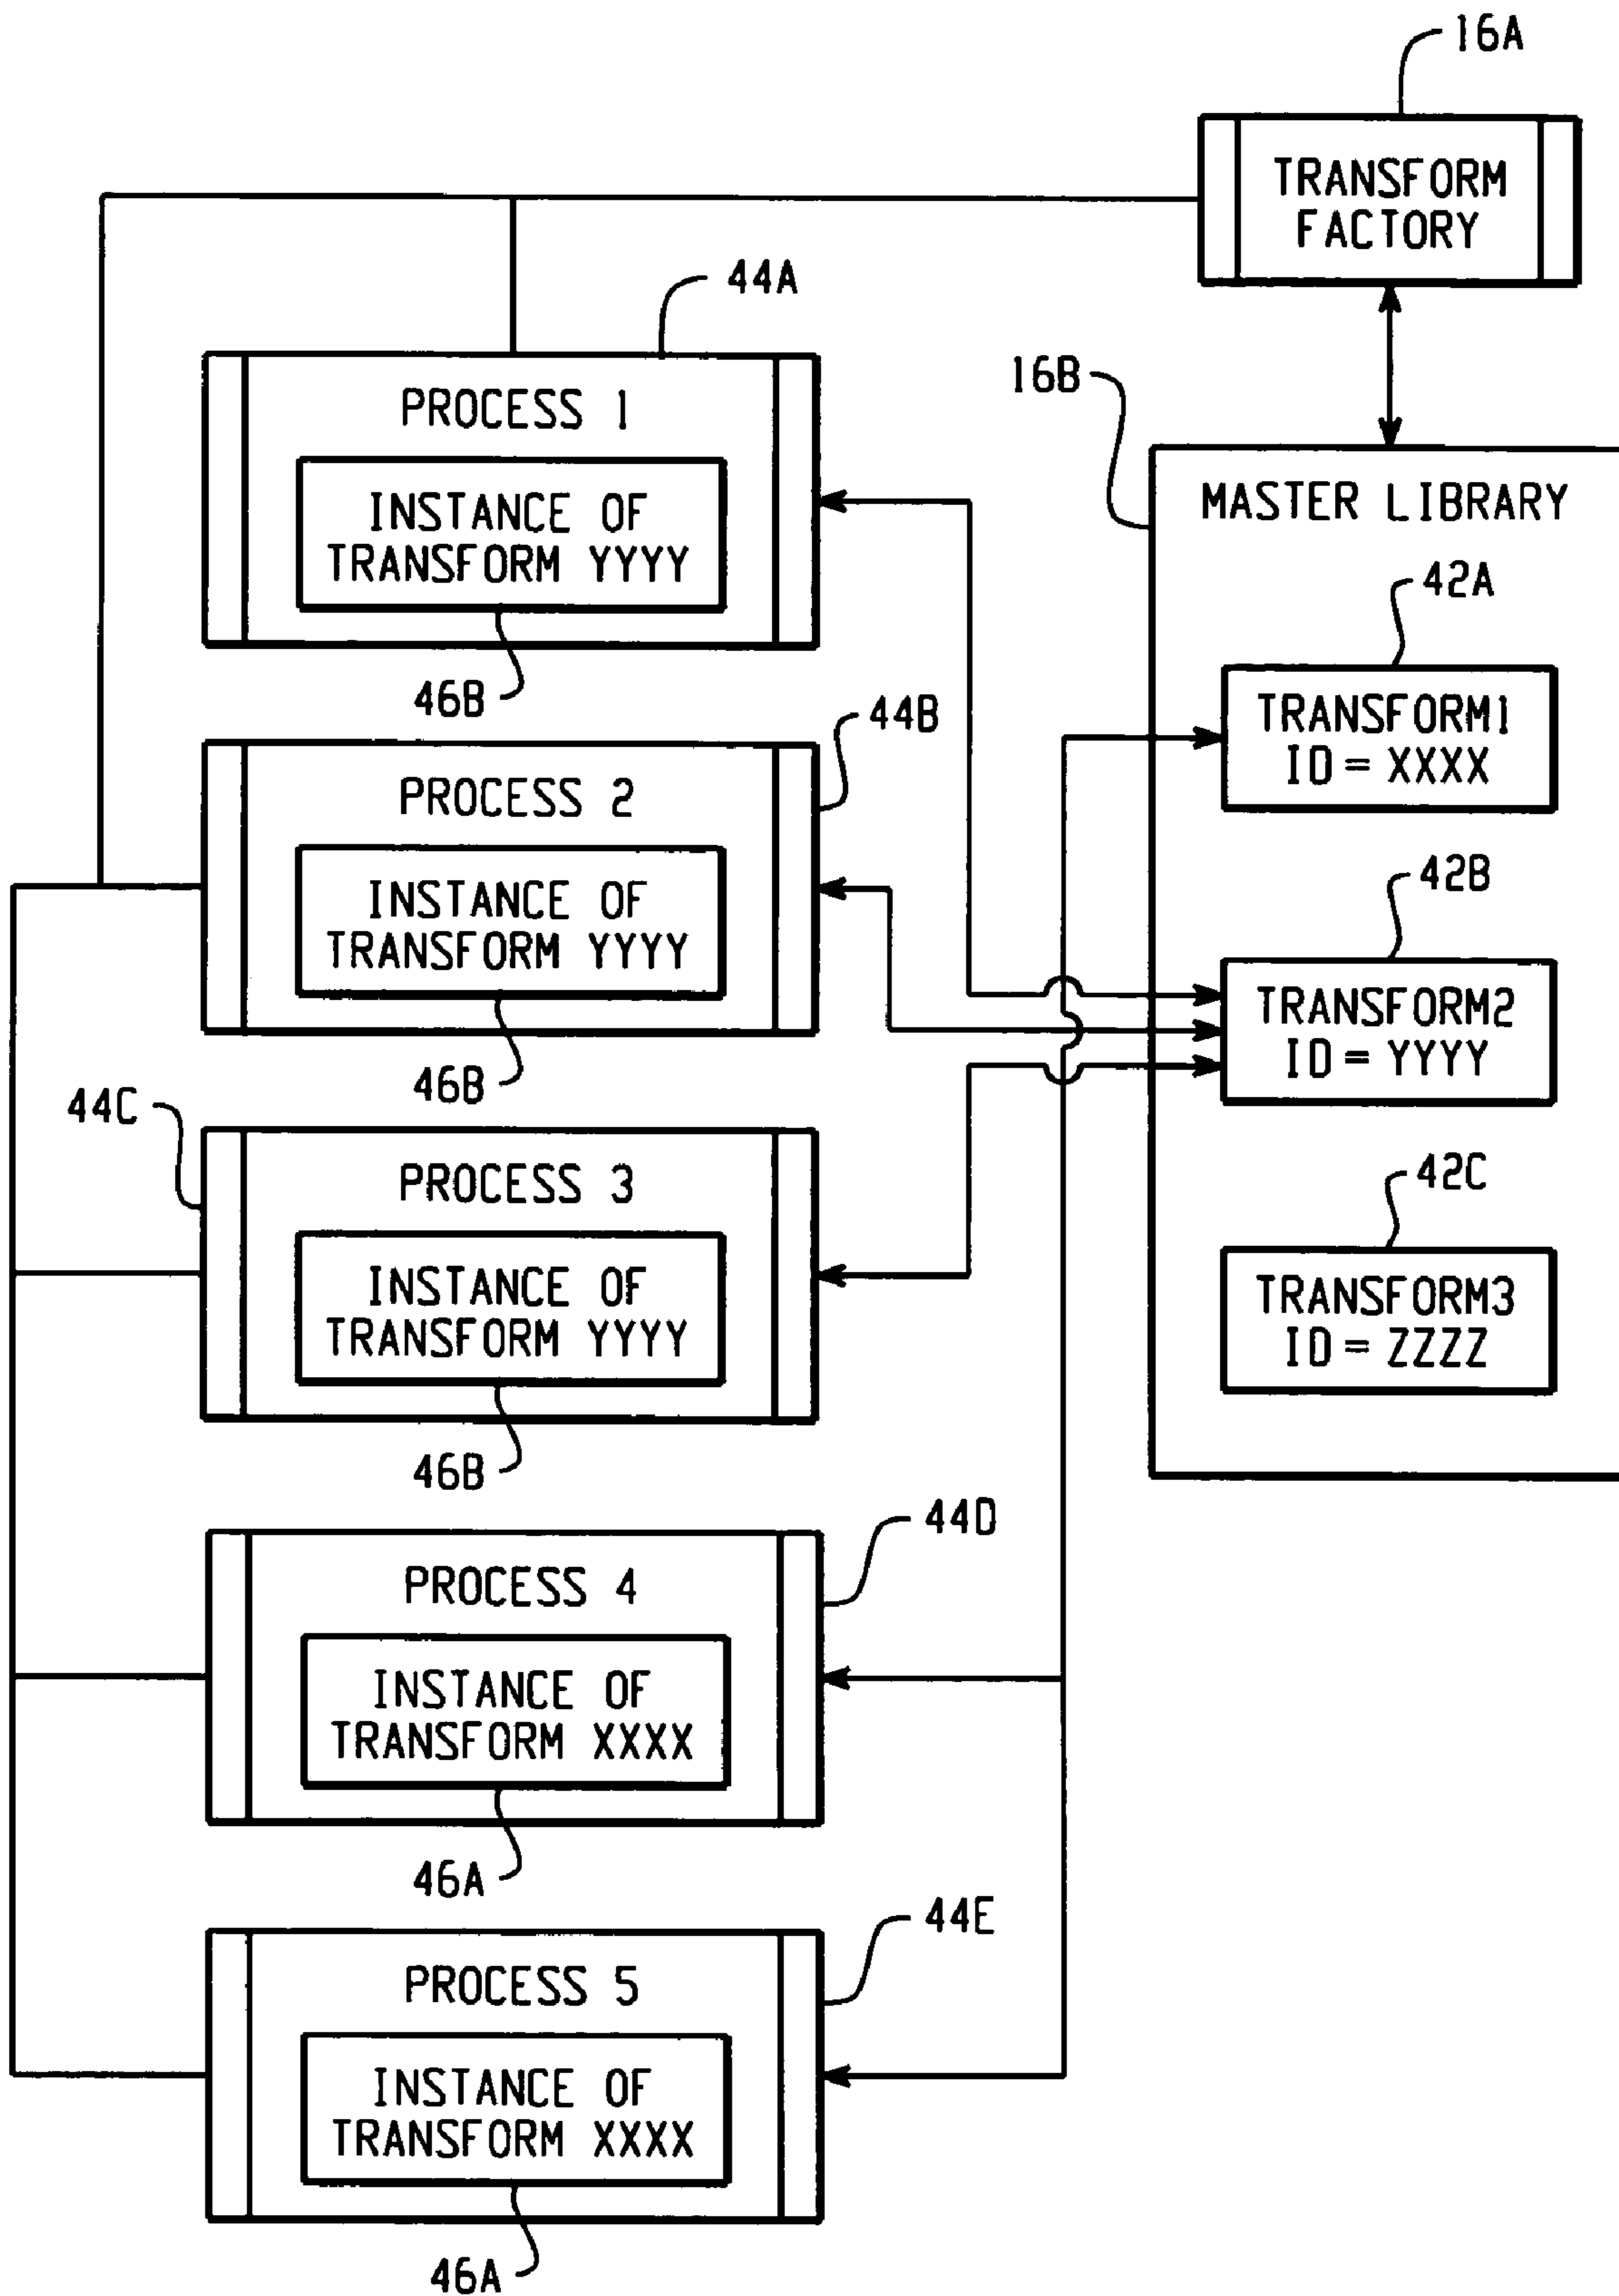 16A
TRANSFORM
FACTORY
44A
PROCESS 1
INSTANCE OF
TRANSFORM YYYY
46B
16B
MASTER LIBRARY
42A
TRANSFORM1
ID = XXXX
44B
PROCESS 2
INSTANCE OF
TRANSFORM YYYY
46B
42B
TRANSFORM2
ID = YYYY
44C
PROCESS 3
INSTANCE OF
TRANSFORM YYYY
46B
42C
TRANSFORM3
ID = ZZZZ
44D
PROCESS 4
INSTANCE OF
TRANSFORM XXXX
46A
44E
PROCESS 5
INSTANCE OF
TRANSFORM XXXX
46A